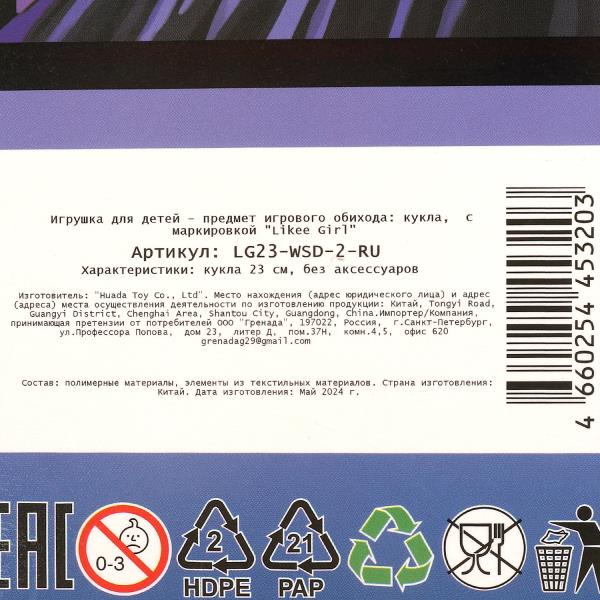 Игрушка для детей – предмет игрового обихода: кукла, с
маркировкой "Likee Girl"
Артикул: LG23-WSD-2-RU
Характеристики: кукла 23 см, без аксессуаров
Изготовитель: "Huada Toy Co., Ltd". Место нахождения (адрес юридического лица) и адрес
(адреса) места осуществления деятельности по изготовлению продукции: Китай, Tongyi Road,
Guangyi District, Chenghai Area, Shantou City, Guangdong, China.Импортер/Компания,
принимающая претензии от потребителей ООО "Гренада", 197022, Россия, г.Санкт-Петербург,
ул.Профессора Попова, дом 23, литер Д, пом.37Н, комн.4,5, офис 620
grenadag29@gmail.com
Состав: полимерные материалы, элементы из текстильных материалов. Страна изготовления:
Китай. Дата изготовления: Май 2024 г.
4 660254 453203
EAC
0-3
2
HDPE
21
PAP